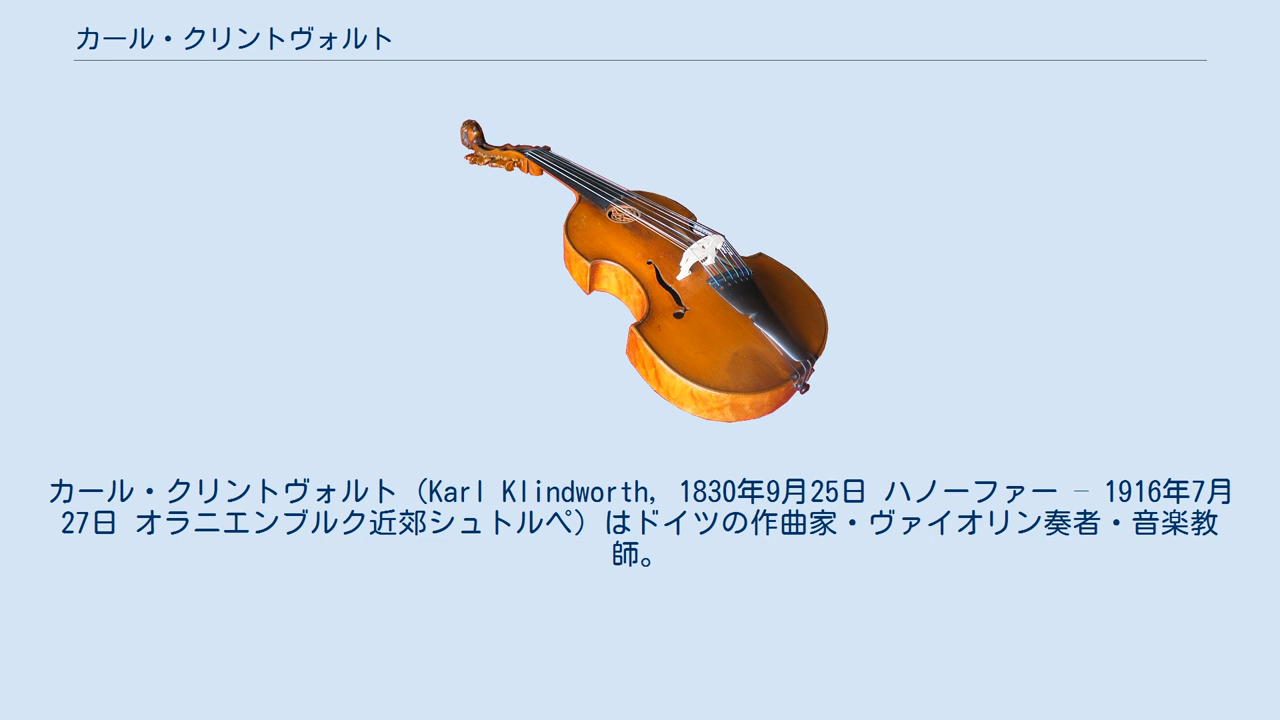 カール・クリントヴォルト
カール・クリントヴォルト（Karl Klindworth, 1830年9月25日 ハノーファー – 1916年7月
27日 オラニエンブルク近郊シュトルペ）はドイツの作曲家・ヴァイオリン奏者・音楽教
師。